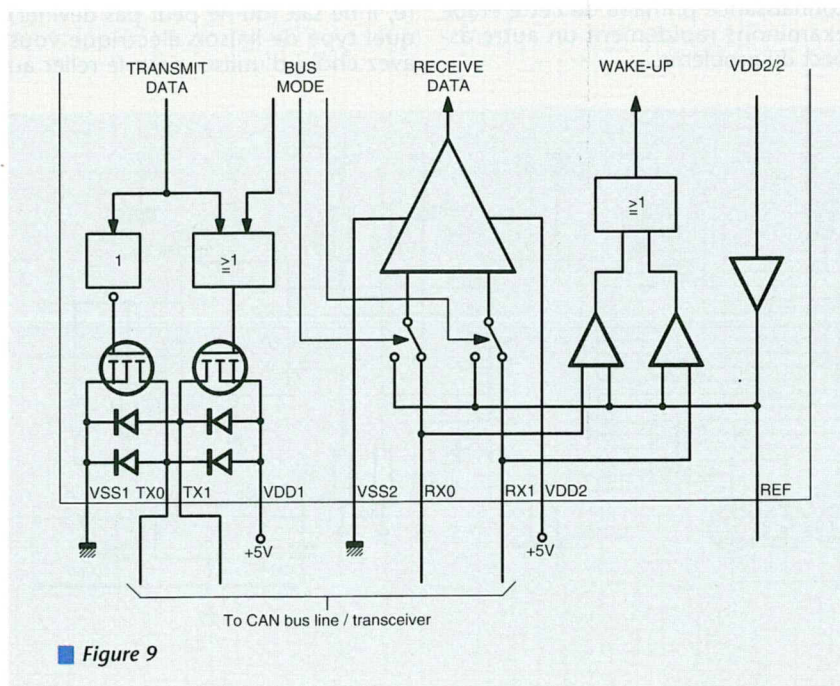 TRANSMIT DATA
BUS MODE
RECEIVE DATA
WAKE-UP
VDD2/2
1
≥1
≥1
VSS1
TX0
TX1
VDD1
VSS2
RX0
RX1
VDD2
REF
+5V
+5V
To CAN bus line / transceiver
Figure 9